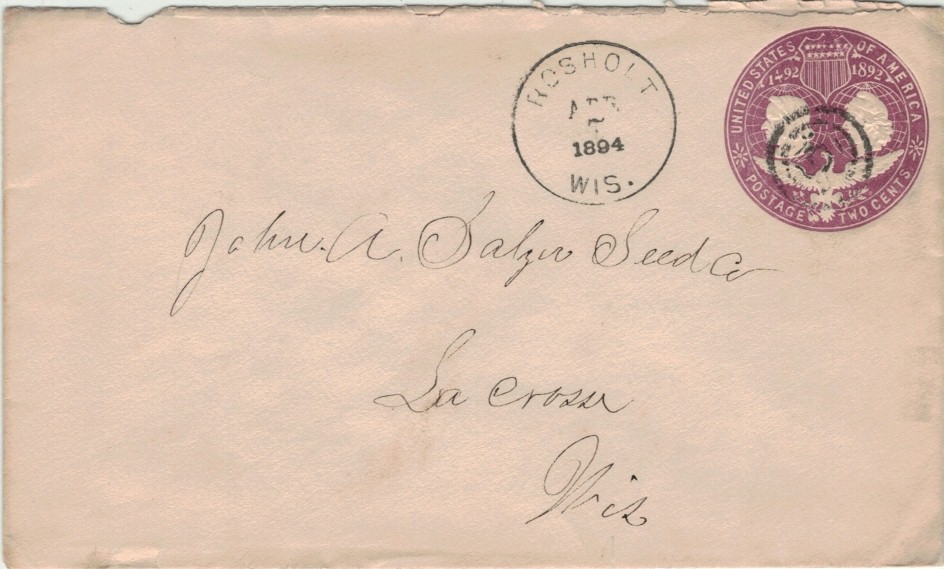 ROSHOLT
APR
1894
WIS.
UNITED STATES OF AMERICA
1492 1892
POSTAGE TWO CENTS
John. A. Salzer Seed Co
La Crosse
Wis